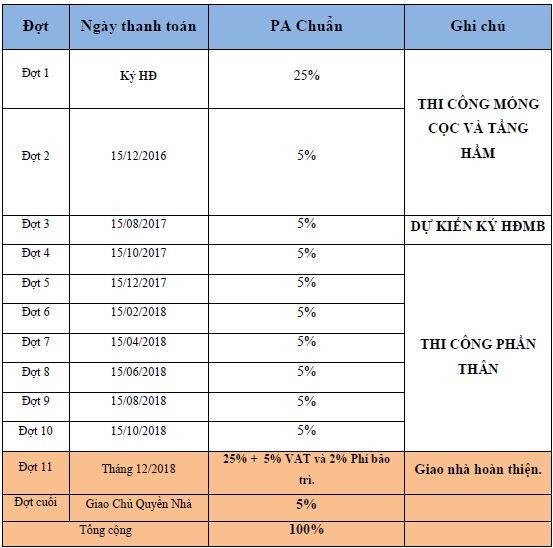 Đợt Ngày thanh toán PA Chuẩn Ghi chú
Đợt 1 Ký HĐ 25%
THI CÔNG MÓNG
CỌC VÀ TẦNG
HẦM
Đợt 2 15/12/2016 5%
Đợt 3 15/08/2017 5% DỰ KIẾN KÝ HĐMB
Đợt 4 15/10/2017 5%
Đợt 5 15/12/2017 5%
Đợt 6 15/02/2018 5%
Đợt 7 15/04/2018 5%
THI CÔNG PHẦN
THÂN
Đợt 8 15/06/2018 5%
Đợt 9 15/08/2018 5%
Đợt 10 15/10/2018 5%
Đợt 11 Tháng 12/2018 25% + 5% VAT và 2% Phí bảo
trì.
Giao nhà hoàn thiện.
Đợt cuối Giao Chủ Quyền Nhà 5%
Tổng cộng 100%